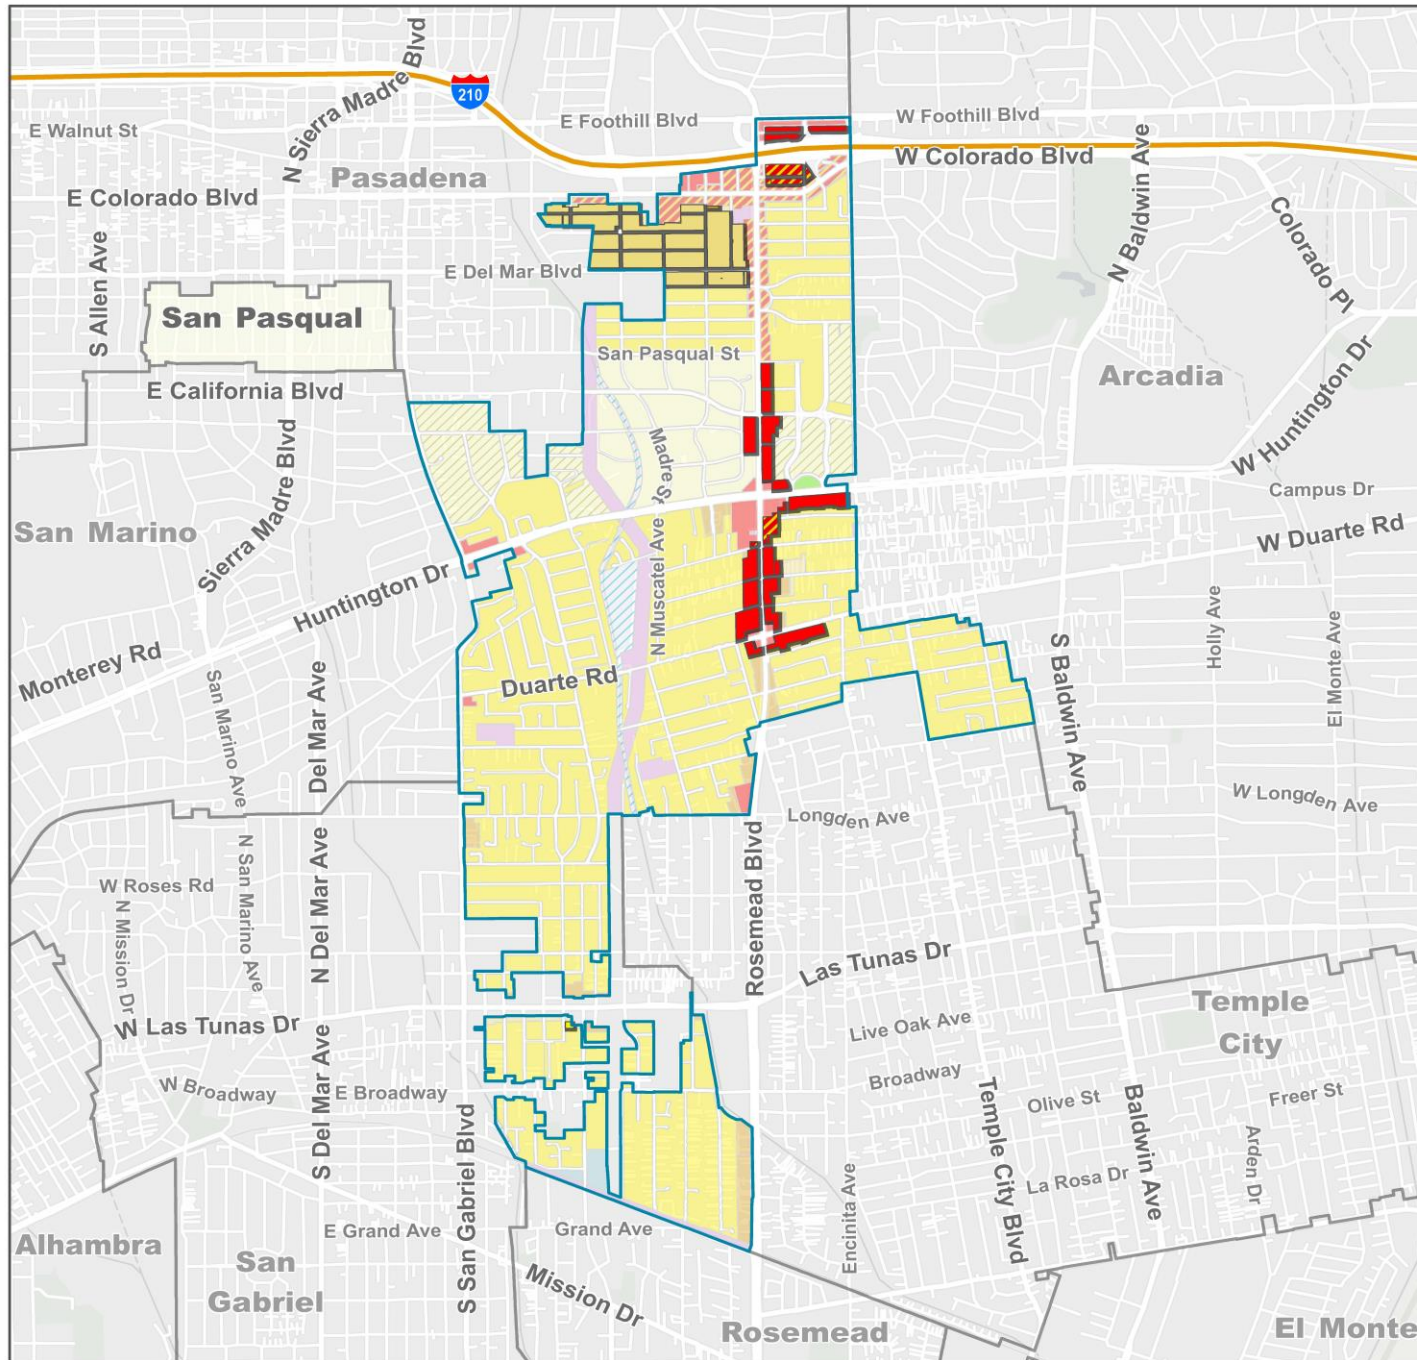 N Sierra Madre Blvd
210
E Foothill Blvd
W Foothill Blvd
E Walnut St
W Colorado Blvd
Pasadena
E Colorado Blvd
N Baldwin Ave
Colorado Pl
S Allen Ave
E Del Mar Blvd
San Pasqual
San Pasqual St
E California Blvd
Arcadia
W Huntington Dr
Madre St
Sierra Madre Blvd
San Marino
Campus Dr
W Duarte Rd
Huntington Dr
N Muscatel Ave
Holly Ave
El Monte Ave
Monterey Rd
Duarte Rd
S Baldwin Ave
San Marino Ave
Del Mar Ave
W Longden Ave
Longden Ave
Rosemead Blvd
W Roses Rd
N Mission Dr
N San Marino Ave
N Del Mar Ave
Las Tunas Dr
Temple
City
W Las Tunas Dr
Live Oak Ave
Broadway
W Broadway
E Broadway
Olive St
Freer St
S Del Mar Ave
S San Gabriel Blvd
Temple City Blvd
Baldwin Ave
Arden Dr
La Rosa Dr
Encinita Ave
E Grand Ave
Grand Ave
Alhambra
San
Gabriel
Mission Dr
Rosemead
El Monte